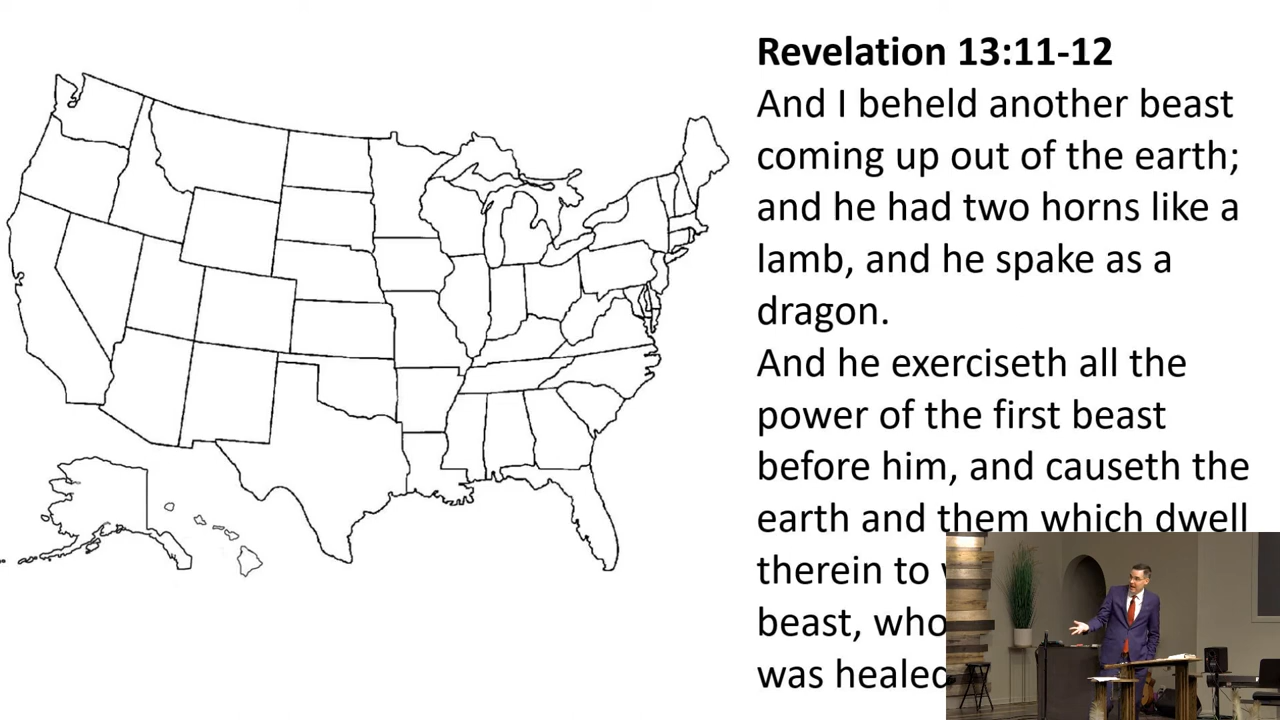 Revelation 13:11-12
And I beheld another beast
coming up out of the earth;
and he had two horns like a
lamb, and he spake as a
dragon.
And he exerciseth all the
power of the first beast
before him, and causeth the
earth and them which dwell
therein to
beast,
was healed